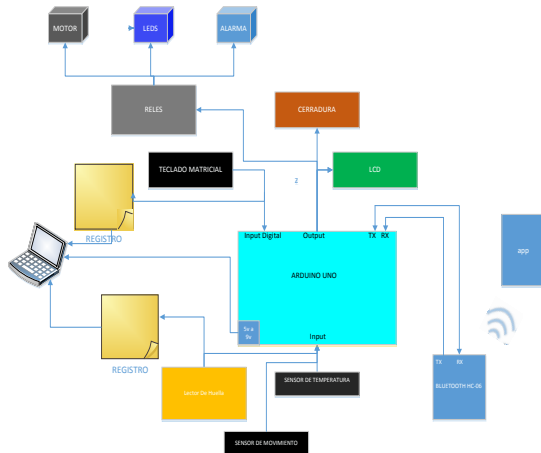 MOTOR
LEDS
ALARMA
RELES
CERRADURA
TECLADO MATRICIAL
LCD
2
REGISTRO
Input Digital
Output
TX
RX
ARDUINO UNO
app
5v a
9v
Input
TX
RX
BLUETOOTH HC-06
REGISTRO
Lector De Huella
SENSOR DE TEMPERATURA
SENSOR DE MOVIMIENTO